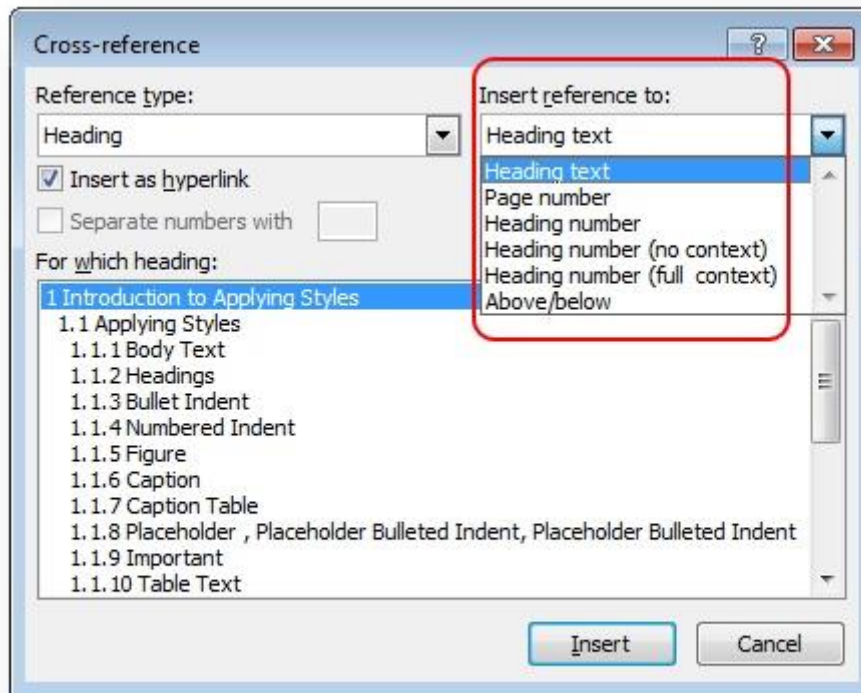 Cross-reference
Reference type:
Insert reference to:
Heading
Heading text
Insert as hyperlink
Separate numbers with
Heading text
Page number
Heading number
Heading number (no context)
Heading number (full context)
Above/below
For which heading:
1 Introduction to Applying Styles
1.1 Applying Styles
1.1.1 Body Text
1.1.2 Headings
1.1.3 Bullet Indent
1.1.4 Numbered Indent
1.1.5 Figure
1.1.6 Caption
1.1.7 Caption Table
1.1.8 Placeholder , Placeholder Bulleted Indent, Placeholder Bulleted Indent
1.1.9 Important
1.1.10 Table Text
Insert
Cancel